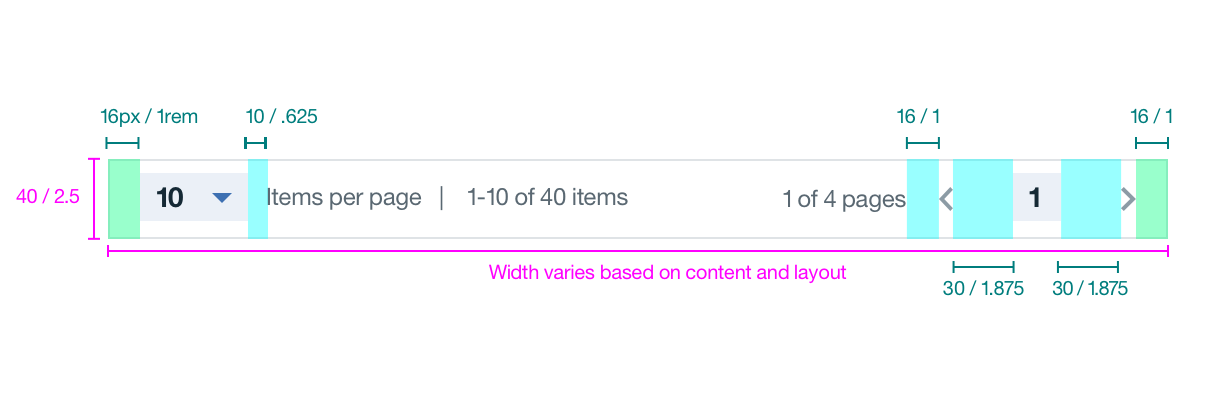 16px / 1rem 10 / .625 16 / 1 16 / 1
40 / 2.5 10 Items per page | 1-10 of 40 items 1 of 4 pages 1
Width varies based on content and layout
30 / 1.875 30 / 1.875